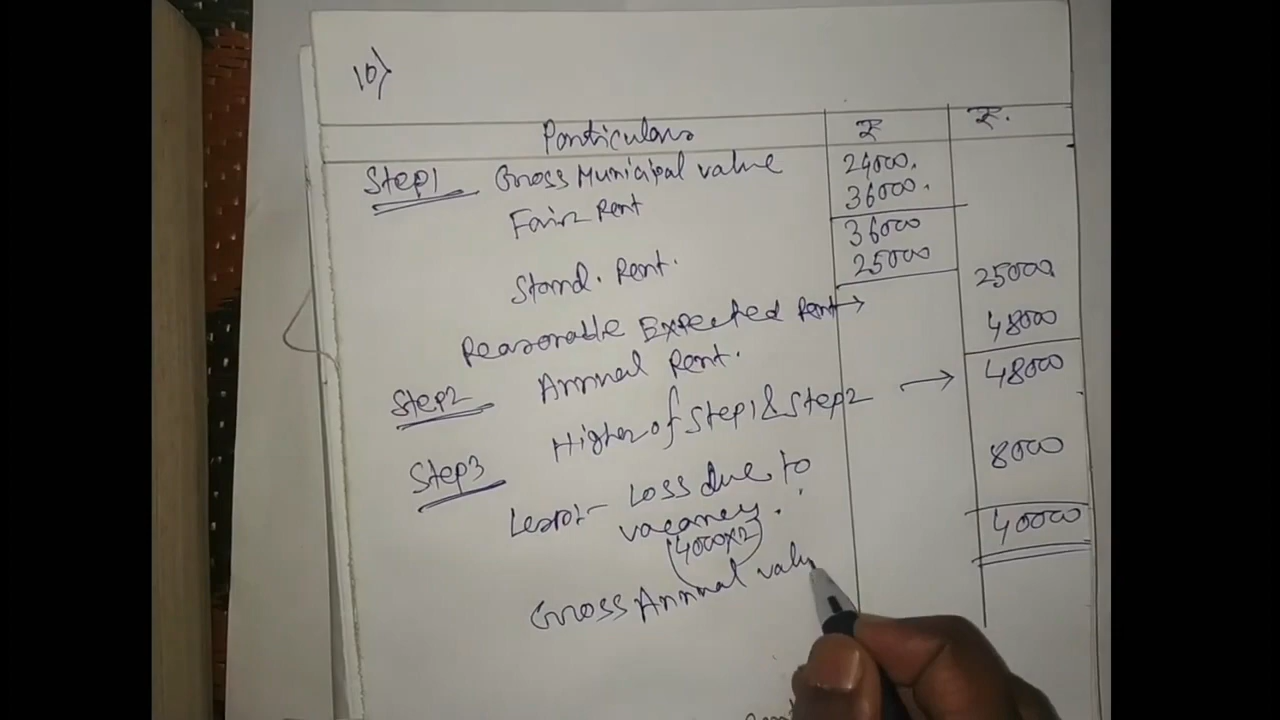 10)
Particulars ₹ ₹.
Step1 Gross Municipal value 24000.
Fair Rent 36000.
36000
Stand. Rent. 25000
Reasonable Expected Rent → 25000
Step2 Annual Rent. 48000
Higher of Step1 & Step2 → 48000
Step3
Less:- Loss due to 8000
vacancy.
(4000×2)
Gross Annual valu 40000